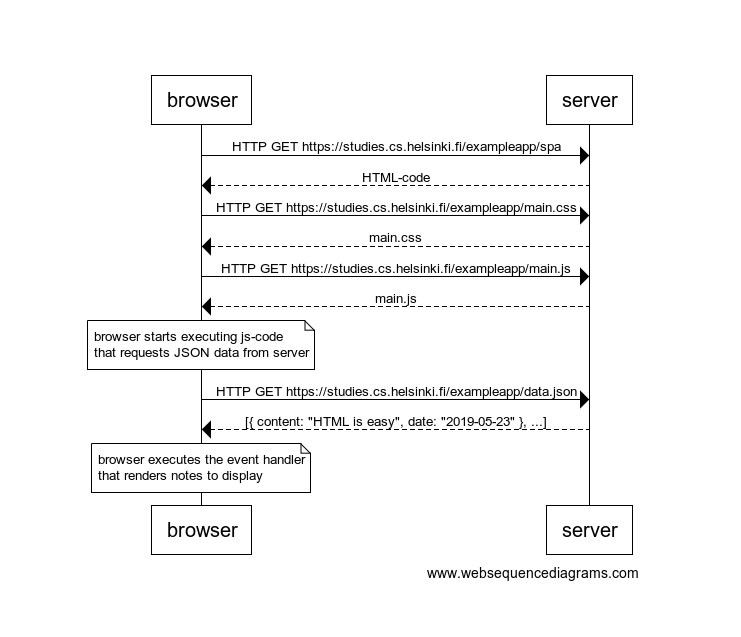 browser
server
HTTP GET https://studies.cs.helsinki.fi/exampleapp/spa
HTML-code
HTTP GET https://studies.cs.helsinki.fi/exampleapp/main.css
main.css
HTTP GET https://studies.cs.helsinki.fi/exampleapp/main.js
main.js
browser starts executing js-code
that requests JSON data from server
HTTP GET https://studies.cs.helsinki.fi/exampleapp/data.json
[{ content: "HTML is easy", date: "2019-05-23" }, ...]
browser executes the event handler
that renders notes to display
browser
server
www.websequencediagrams.com